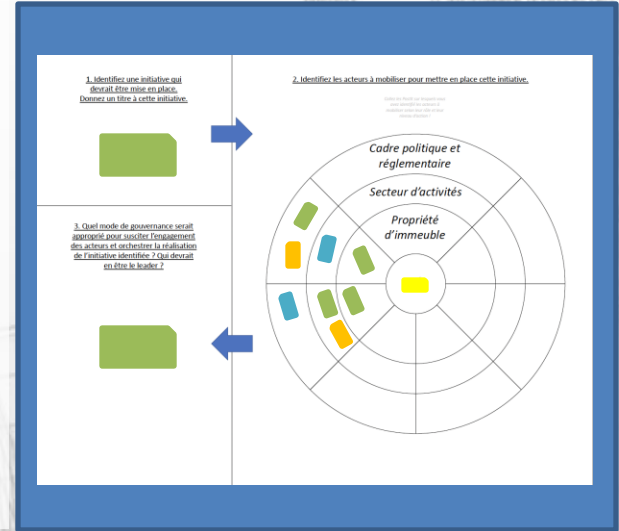 1. Identifiez une initiative qui
devrait être mise en place.
Donnez un titre à cette initiative.
2. Identifiez les acteurs à mobiliser pour mettre en place cette initiative.
Cadre politique et
réglementaire
Secteur d'activités
Propriété
d'immeuble
3. Quel mode de gouvernance serait
approprié pour susciter l'engagement
des acteurs et orchestrer la réalisation
de l'initiative identifiée ? Qui devrait
en être le leader ?